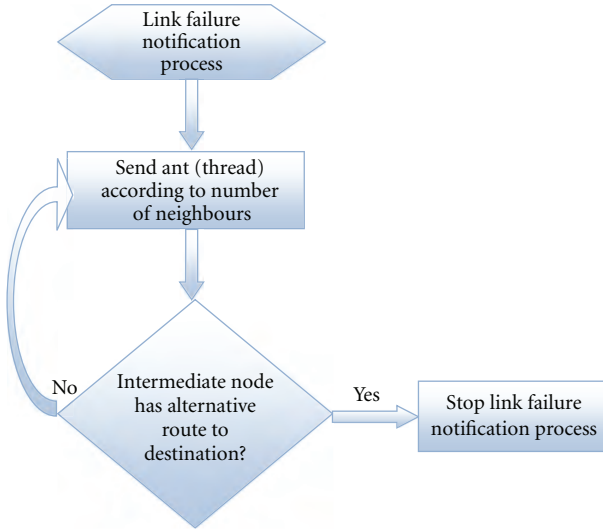 Link failure
notification
process
Send ant (thread)
according to number
of neighbours
No
Intermediate node
has alternative
route to
destination?
Yes
Stop link failure
notification process